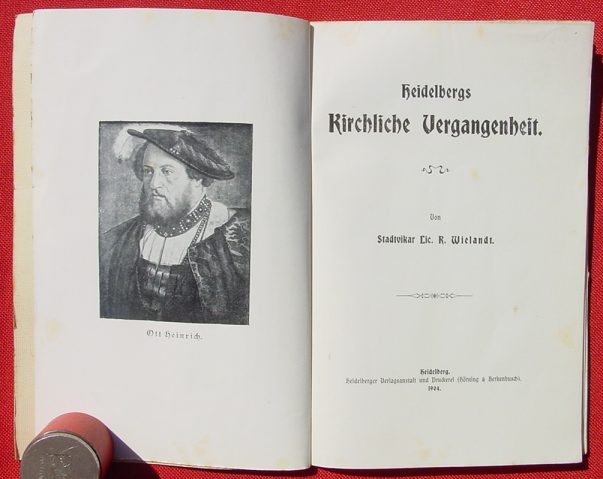 Ott Heinrich.
Heidelbergs
Kirchliche Vergangenheit.
Von
Stadtvikar Lic. R. Wielandt.
Heidelberg.
Heidelberger Verlagsanstalt und Druckerei (Hörning & Berkenbusch).
1904.